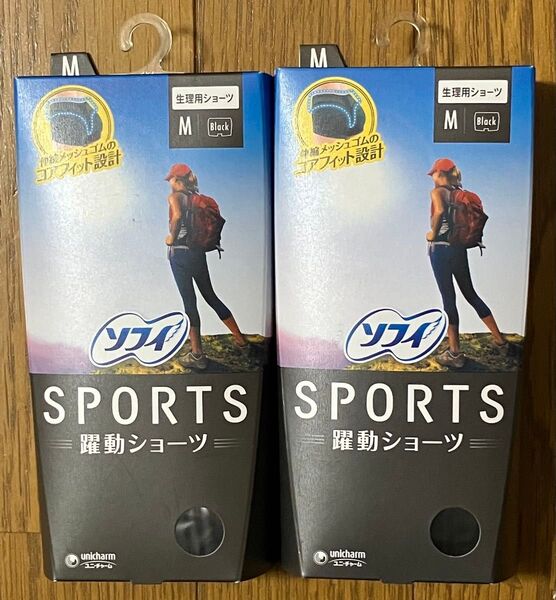 M
生理用ショーツ
M Black
伸縮メッシュゴムの
コアフィット設計
ソフィ
SPORTS
躍動ショーツ
unicharm
ユニ・チャーム
M
生理用ショーツ
M Black
伸縮メッシュゴムの
コアフィット設計
ソフィ
SPORTS
躍動ショーツ
unicharm
ユニ・チャーム